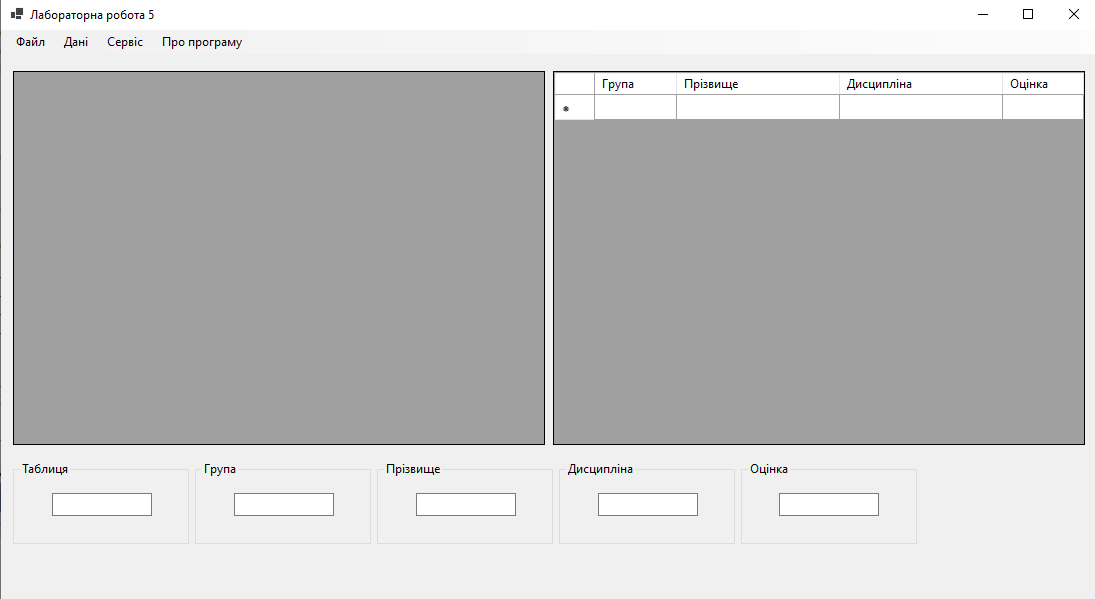 Лабораторна робота 5
Файл Дані Сервіс Про програму
Група Прізвище Дисципліна Оцінка
Таблиця Група Прізвище Дисципліна Оцінка